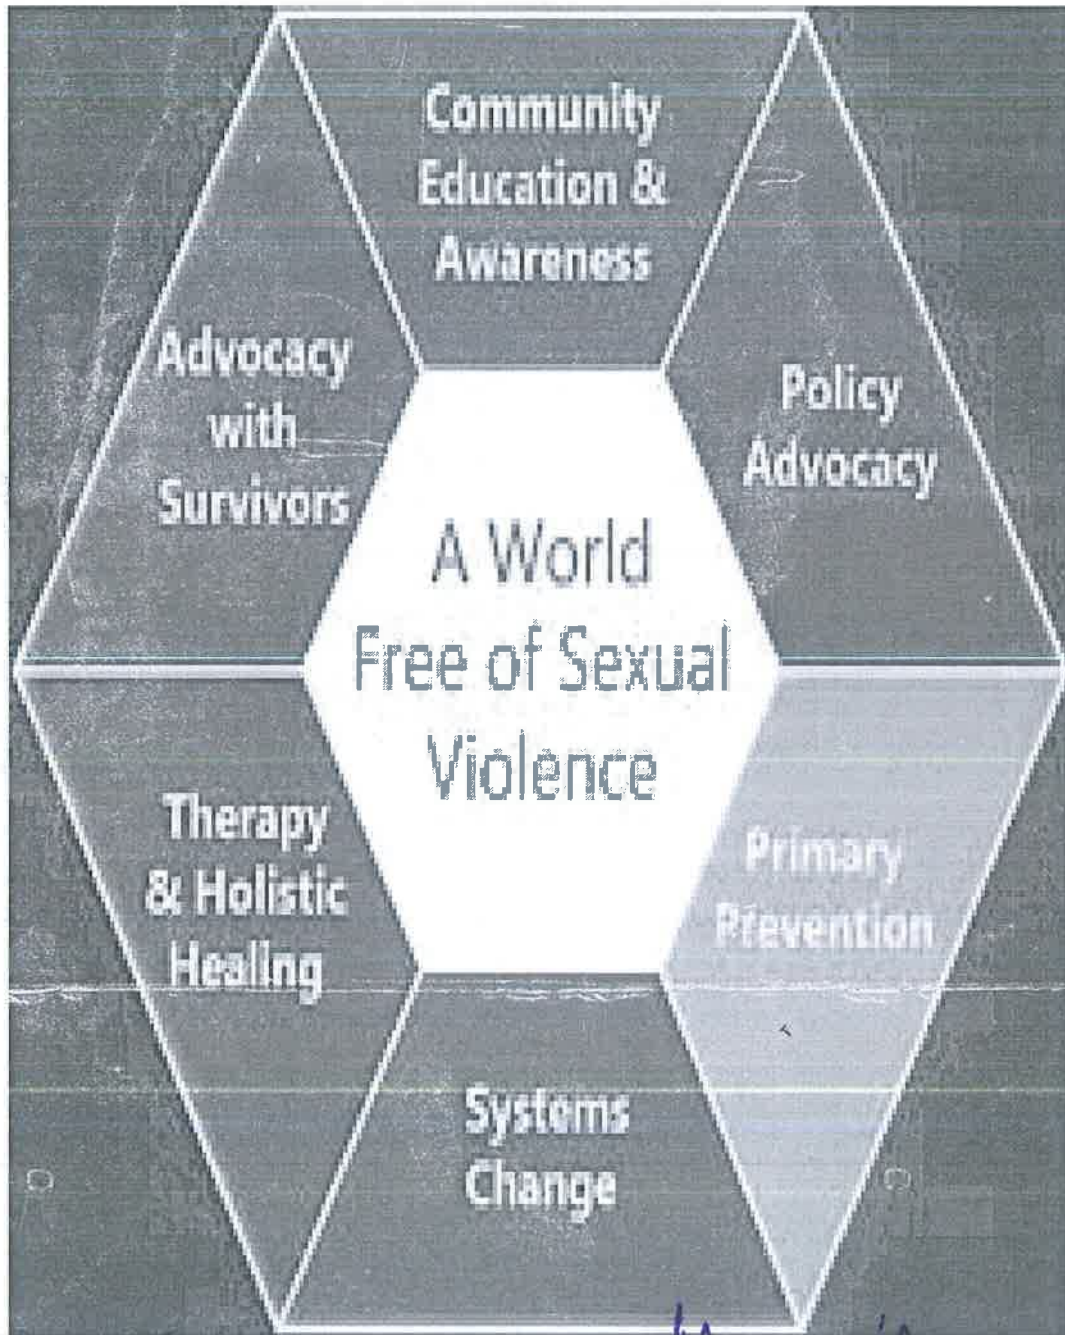 Community
Education &
Awareness
Advocacy
with
Survivors
Policy
Advocacy
A World
Free of Sexual
Violence
Therapy
& Holistic
Healing
Primary
Prevention
Systems
Change